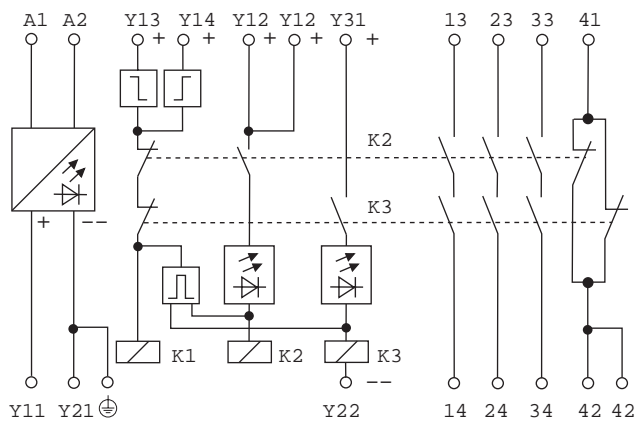 A1 A2 Y13 + Y14 + Y12 + Y12 + Y31 + 13 23 33 41
K2
K3
+ --
K1 K2 K3
--
Y11 Y21 Y22 14 24 34 42 42